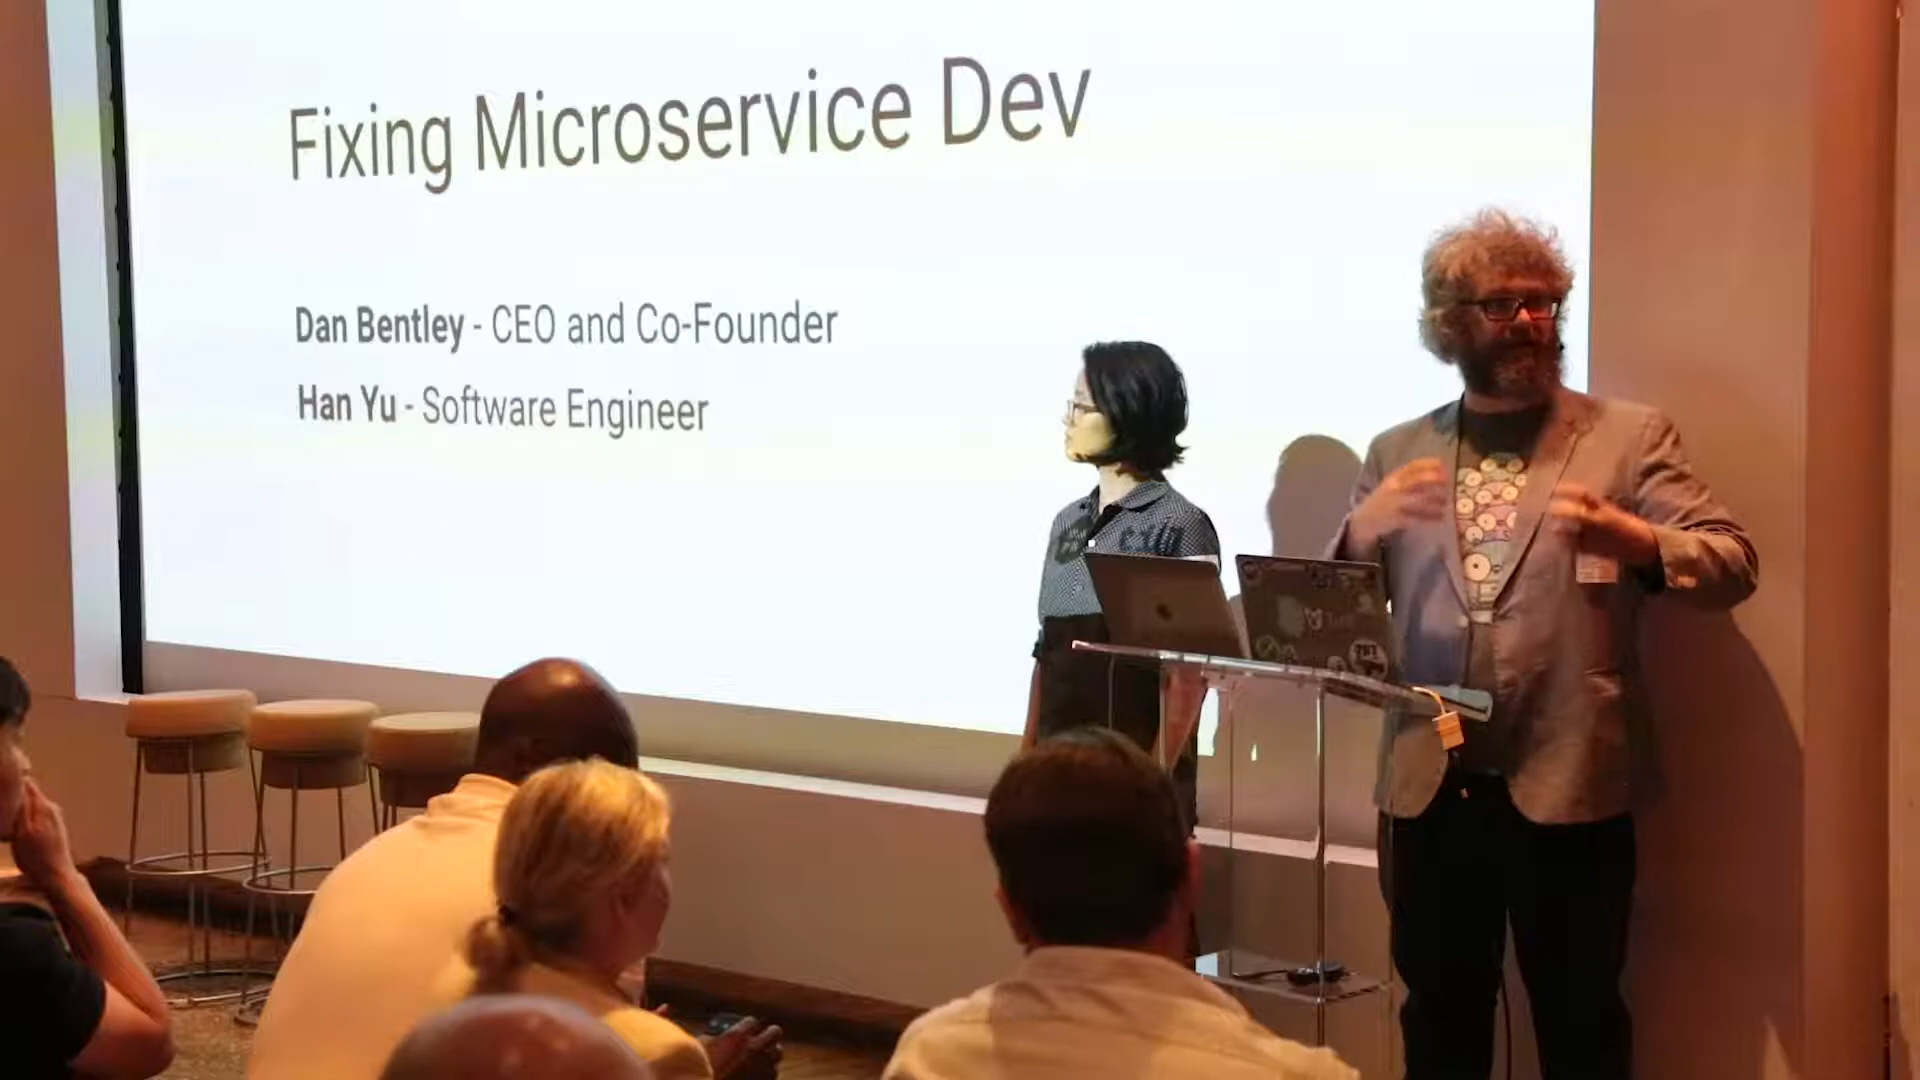 Fixing Microservice Dev
Dan Bentley - CEO and Co-Founder
Han Yu - Software Engineer